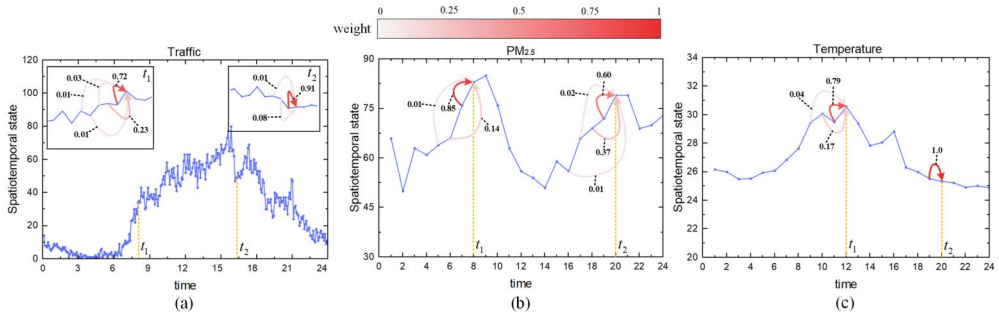 weight
0 0.25 0.5 0.75 1
Traffic
Spatiotemporal state
120
100
80
60
40
20
0
0 3 6 9 12 15 18 21 24
time
0.03
0.72
t1
0.01
0.01
0.23
0.01
t2
0.91
0.08
t1
t2
(a)
PM2.5
Spatiotemporal state
90
75
60
45
30
0 2 4 6 8 10 12 14 16 18 20 22 24
time
0.01
0.85
0.14
0.60
0.02
0.37
0.01
t1
t2
(b)
Temperature
Spatiotemporal state
34
32
30
28
26
24
22
20
0 2 4 6 8 10 12 14 16 18 20 22 24
time
0.79
0.04
0.17
1.0
t1
t2
(c)